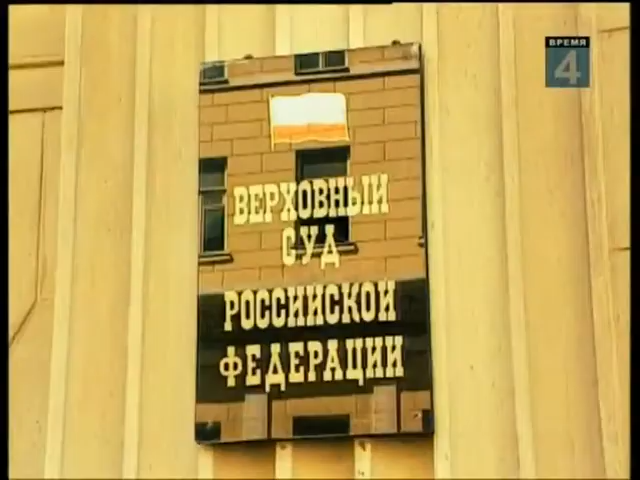 ВРЕМЯ
4
ВЕРХОВНЫЙ
СУД
РОССИЙСКОЙ
ФЕДЕРАЦИИ